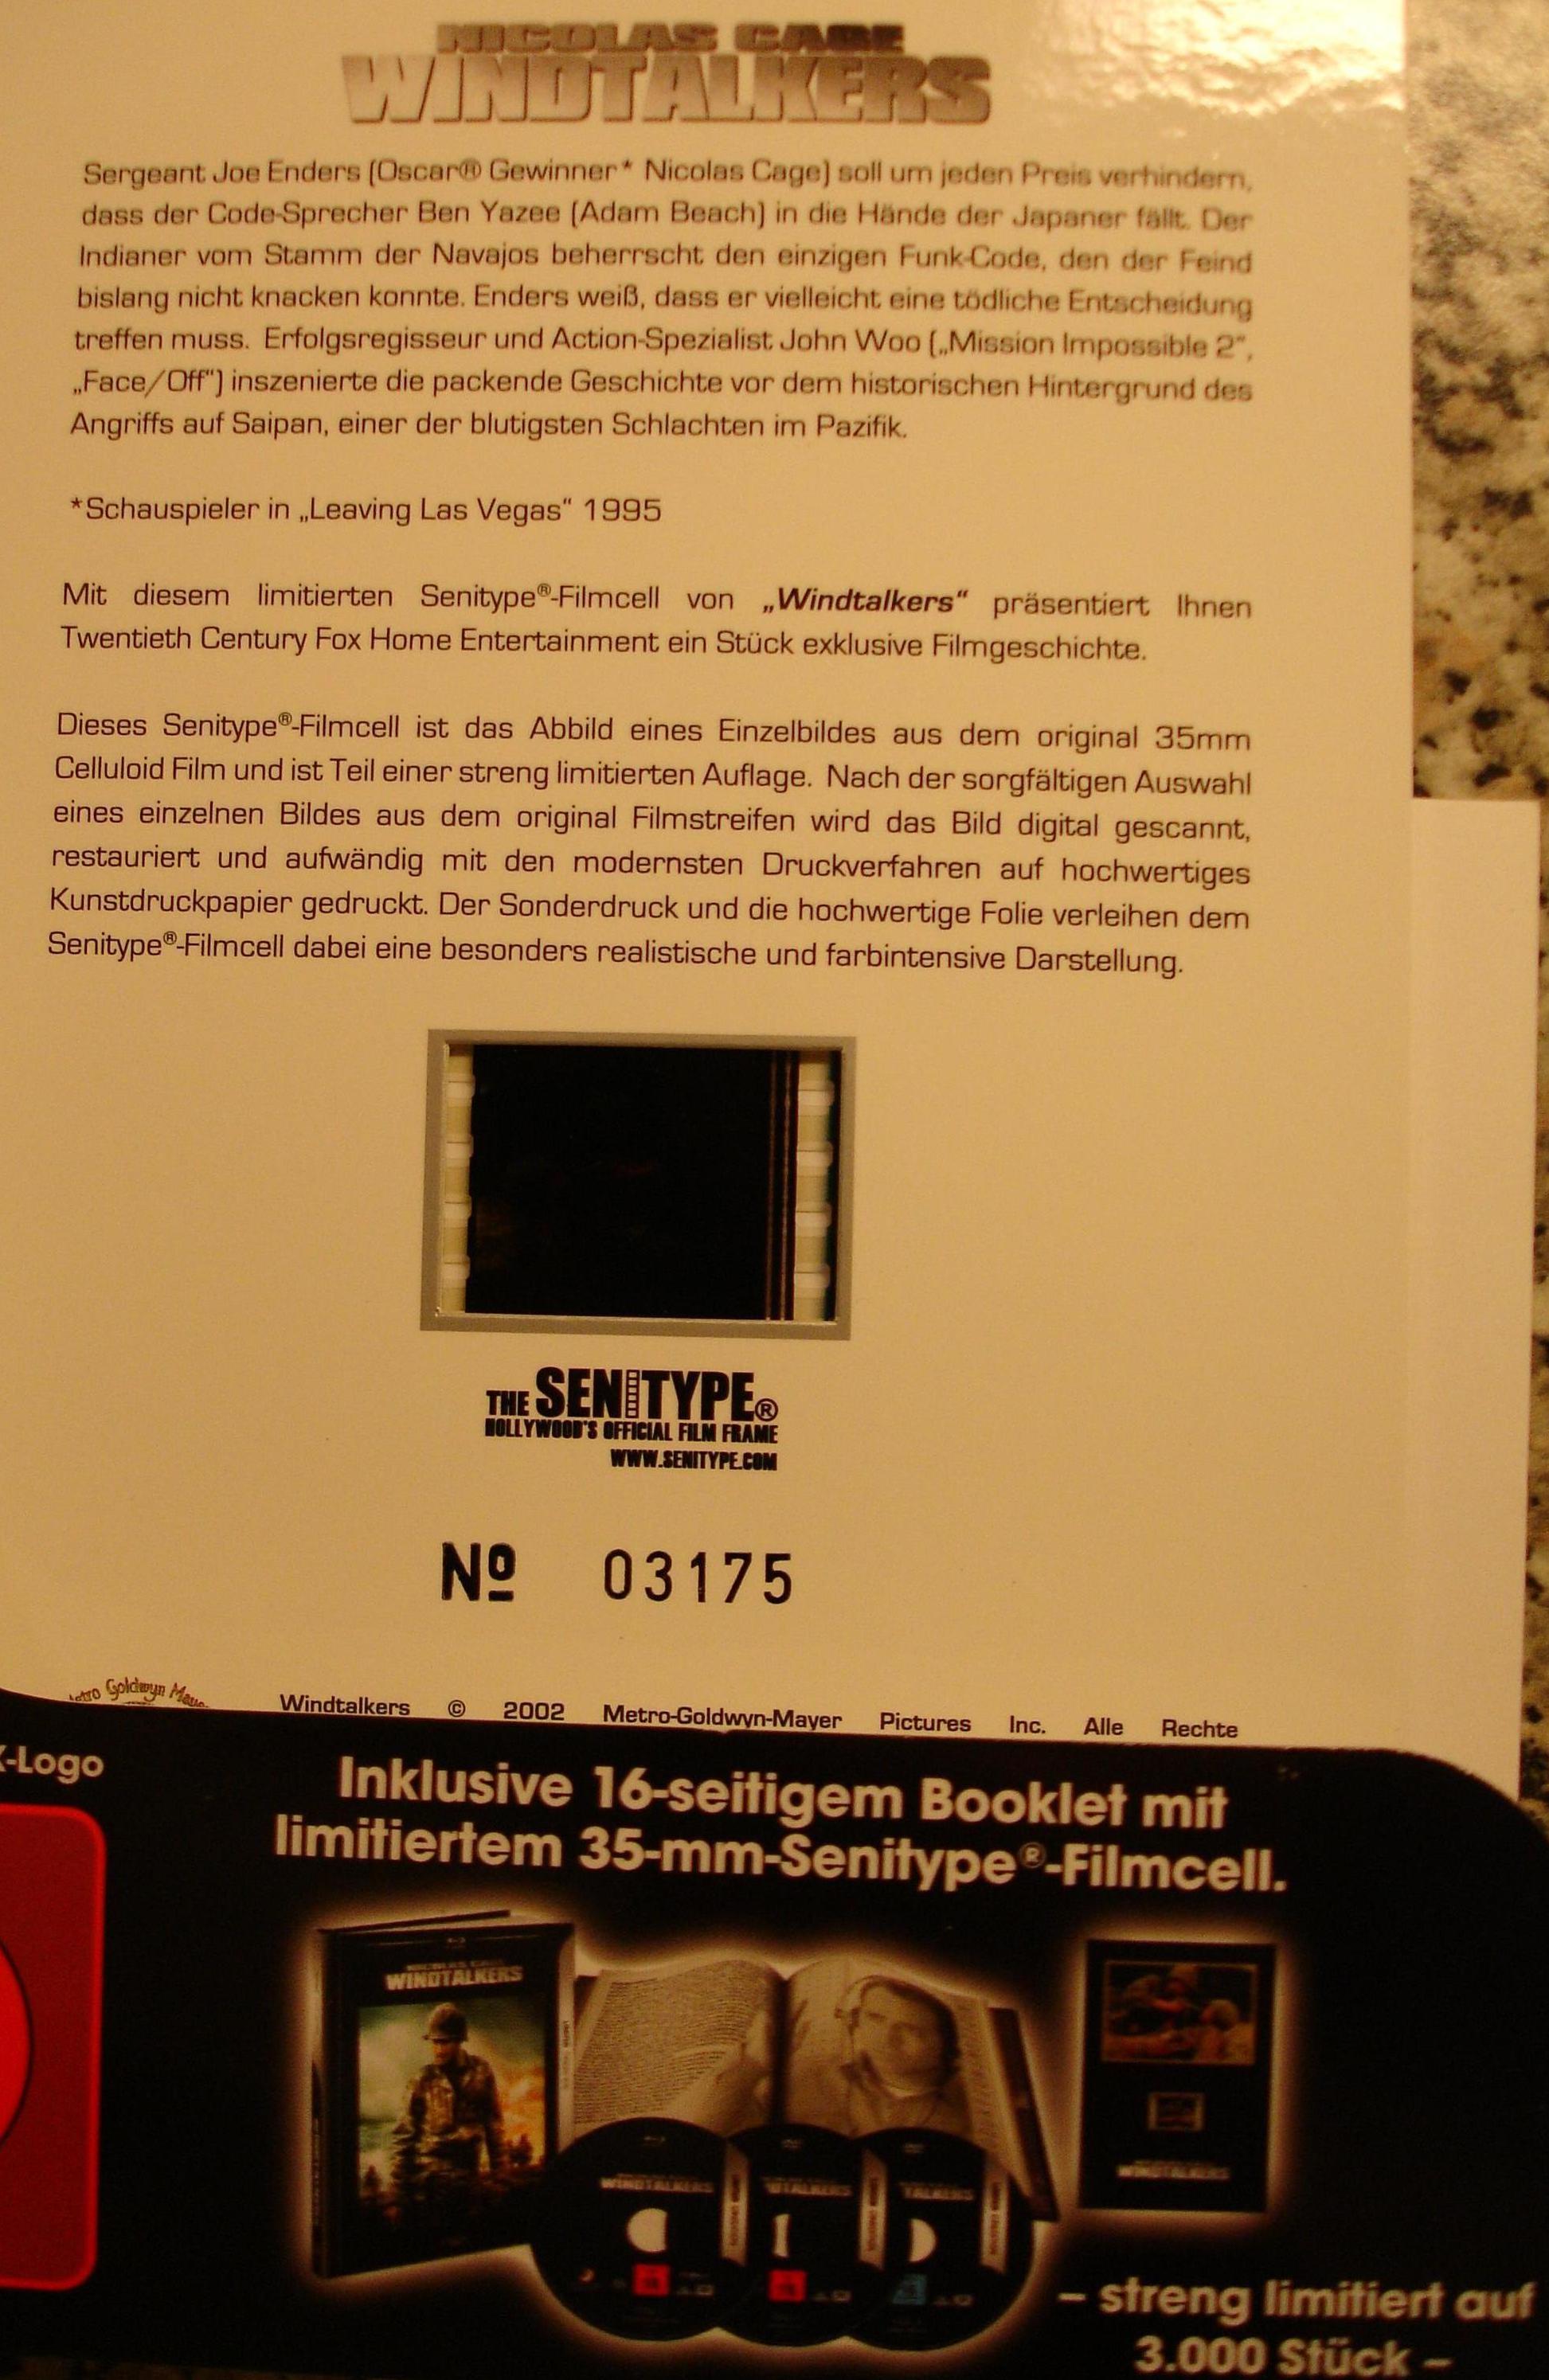 NICOLAS CAGE
WINDTALKERS
Sergeant Joe Enders (Oscar® Gewinner* Nicolas Cage) soll um jeden Preis verhindern,
dass der Code-Sprecher Ben Yazee (Adam Beach) in die Hände der Japaner fällt. Der
Indianer vom Stamm der Navajos beherrscht den einzigen Funk-Code, den der Feind
bislang nicht knacken konnte. Enders weiß, dass er vielleicht eine tödliche Entscheidung
treffen muss. Erfolgsregisseur und Action-Spezialist John Woo („Mission Impossible 2“,
„Face/Off“) inszenierte die packende Geschichte vor dem historischen Hintergrund des
Angriffs auf Saipan, einer der blutigsten Schlachten im Pazifik.
*Schauspieler in „Leaving Las Vegas“ 1995
Mit diesem limitierten Senitype®-Filmcell von „Windtalkers“ präsentiert Ihnen
Twentieth Century Fox Home Entertainment ein Stück exklusive Filmgeschichte.
Dieses Senitype®-Filmcell ist das Abbild eines Einzelbildes aus dem original 35mm
Celluloid Film und ist Teil einer streng limitierten Auflage. Nach der sorgfältigen Auswahl
eines einzelnen Bildes aus dem original Filmstreifen wird das Bild digital gescannt,
restauriert und aufwändig mit den modernsten Druckverfahren auf hochwertiges
Kunstdruckpapier gedruckt. Der Sonderdruck und die hochwertige Folie verleihen dem
Senitype®-Filmcell dabei eine besonders realistische und farbintensive Darstellung.
THE SENITYPE®
HOLLYWOOD'S OFFICIAL FILM FRAME
WWW.SENITYPE.COM
Nº 03175
Goldwyn
Windtalkers © 2002 Metro-Goldwyn-Mayer Pictures Inc. Alle Rechte
-Logo
Inklusive 16-seitigem Booklet mit
limitiertem 35-mm-Senitype®-Filmcell.
WINDTALKERS
WINDTALKERS
TALKERS
TALKERS
WINDTALKERS
– streng limitiert auf
3.000 Stück –